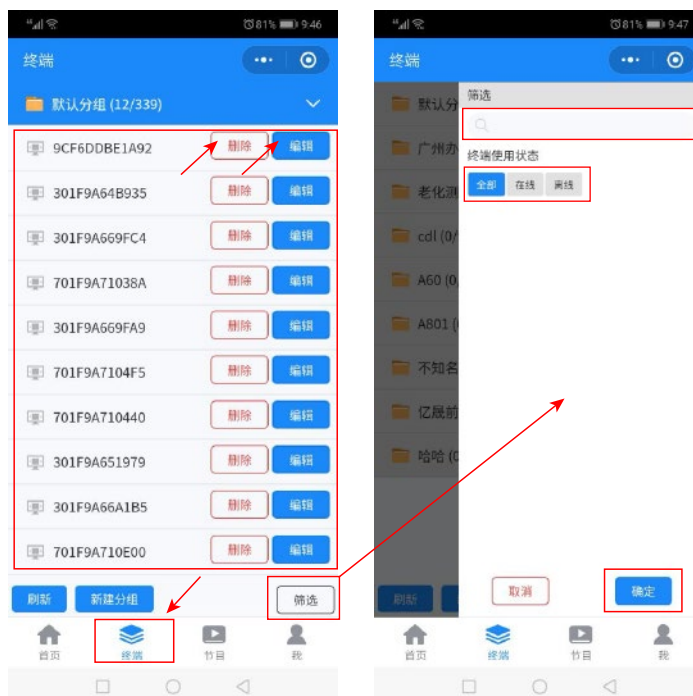 81% 9:46
终端
默认分组 (12/339)
9CF6DDBE1A92 删除 编辑
301F9A64B935 删除 编辑
301F9A669FC4 删除 编辑
701F9A71038A 删除 编辑
301F9A669FA9 删除 编辑
701F9A7104F5 删除 编辑
701F9A710440 删除 编辑
301F9A651979 删除 编辑
301F9A66A1B5 删除 编辑
701F9A710E00 删除 编辑
刷新 新建分组 筛选
首页 终端 节目 我
81% 9:47
终端
默认分
广州办
老化测
cdl (0/
A60 (0,
A801 (
不知名
亿晟前
哈哈 (0
筛选
终端使用状态
全部 在线 离线
取消 确定
刷新
首页 终端 节目 我